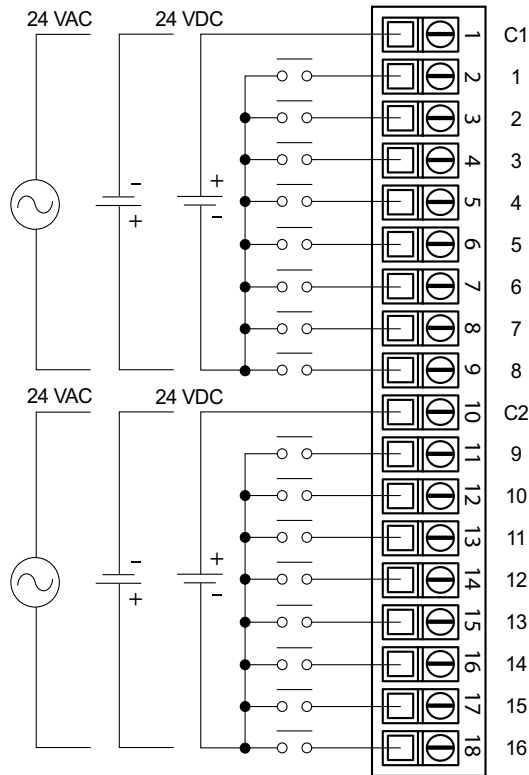 24 VAC 24 VDC
1 C1
2 1
3 2
4 3
- + 5 4
+ - 6 5
7 6
8 7
9 8
24 VAC 24 VDC
10 C2
11 9
12 10
13 11
- + 14 12
+ - 15 13
16 14
17 15
18 16